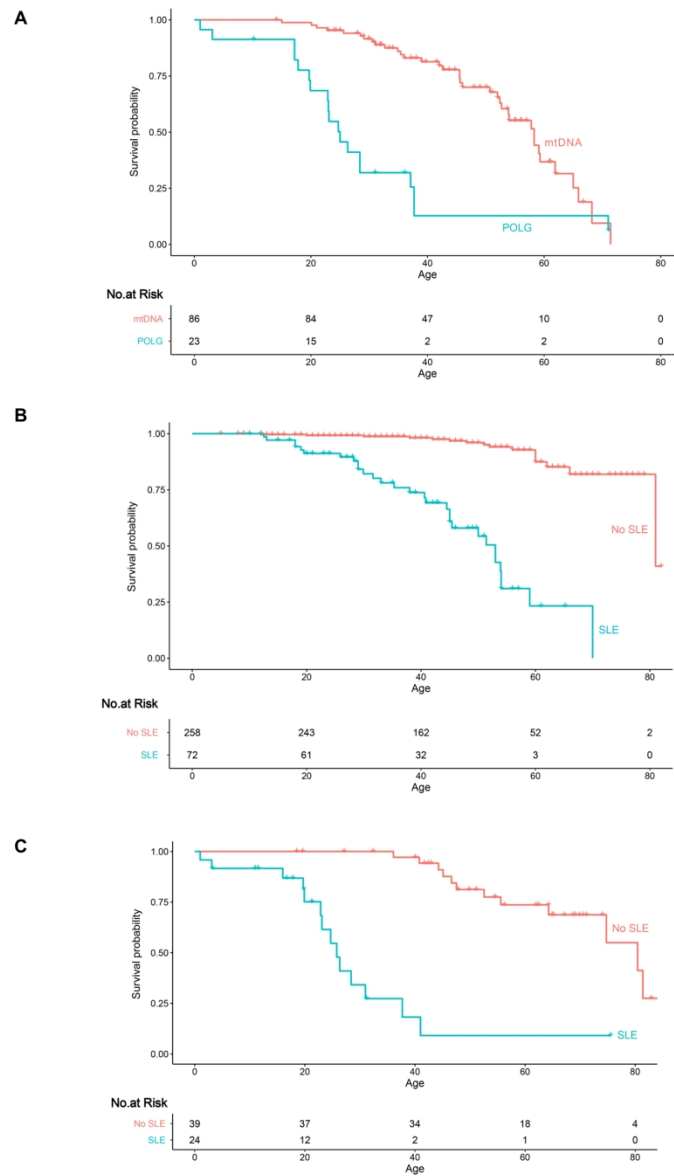 A
1.00
0.75
0.50
0.25
0.00
Survival probability
mtDNA
POLG
0 20 40 60 80
Age
No.at Risk
mtDNA 86 84 47 10 0
POLG 23 15 2 2 0
Age
B
1.00
0.75
0.50
0.25
0.00
Survival probability
No SLE
SLE
0 20 40 60 80
Age
No.at Risk
No SLE 258 243 162 52 2
SLE 72 61 32 3 0
0 20 40 60 80
Age
C
1.00
0.75
0.50
0.25
0.00
Survival probability
No SLE
SLE
0 20 40 60 80
Age
No.at Risk
No SLE 39 37 34 18 4
SLE 24 12 2 1 0
0 20 40 60 80
Age